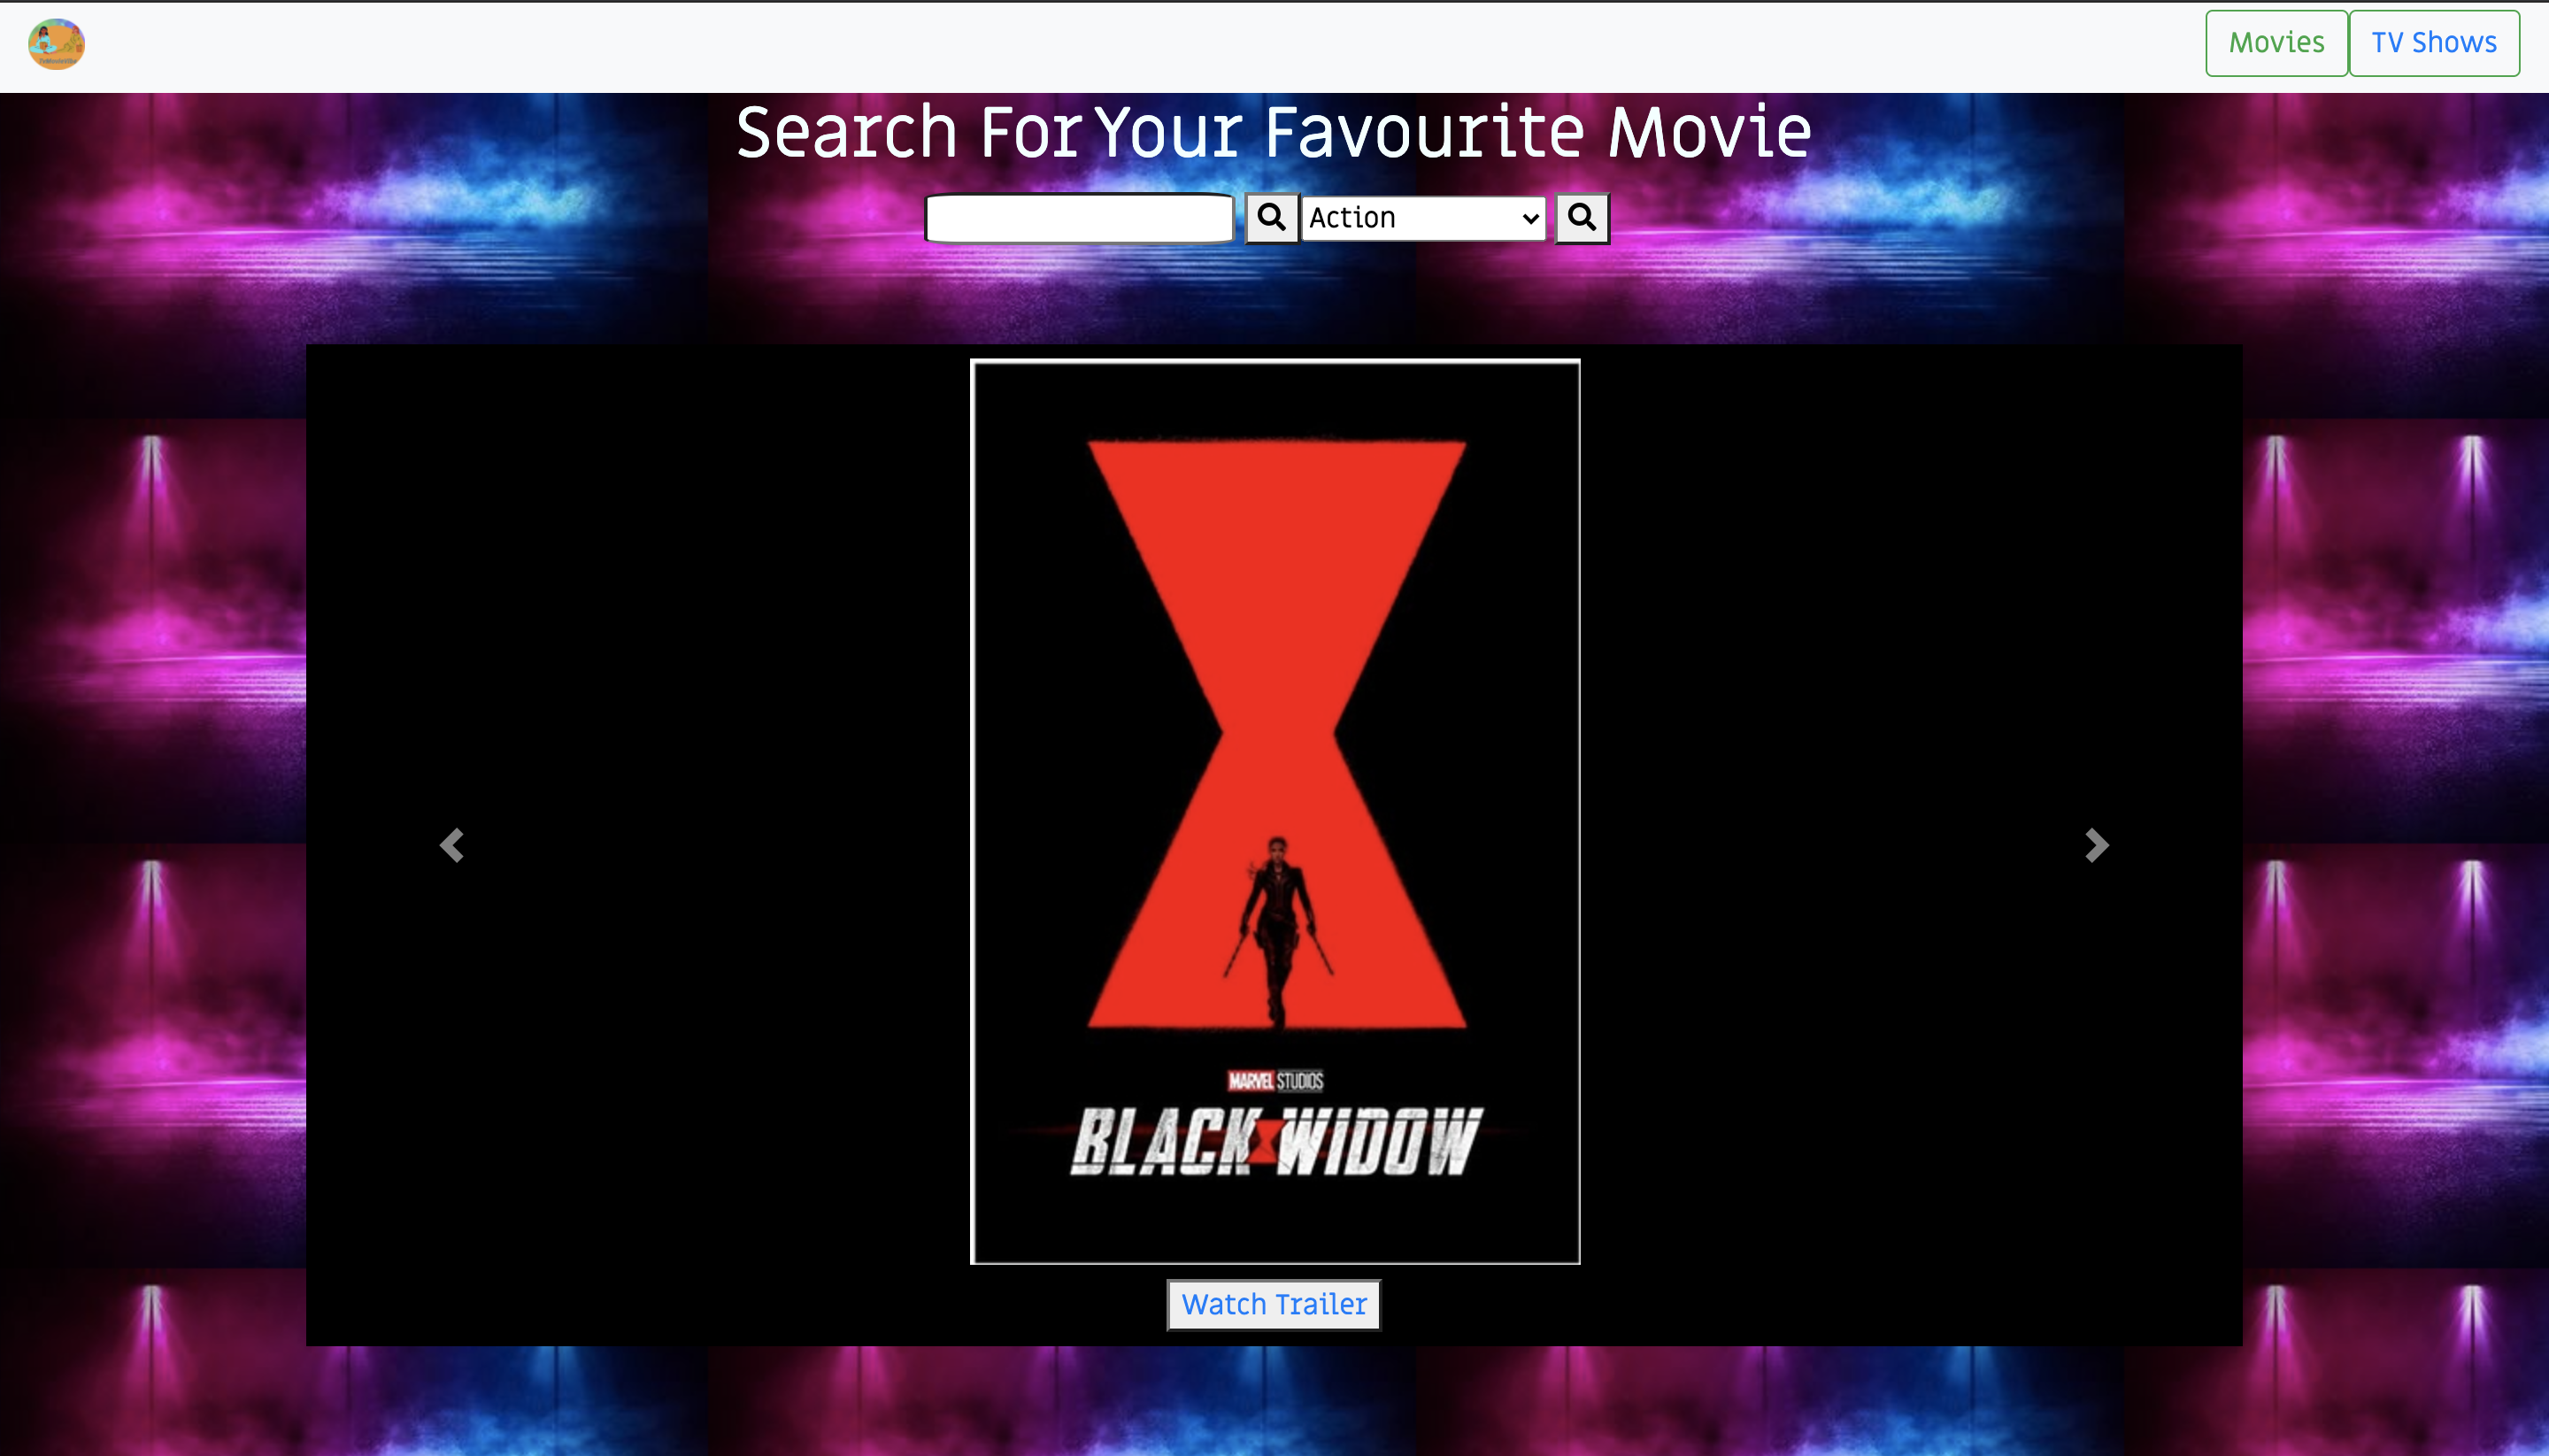 Movies
TV Shows
Search For Your Favourite Movie
Action
MARVEL STUDIOS
BLACK WIDOW
Watch Trailer